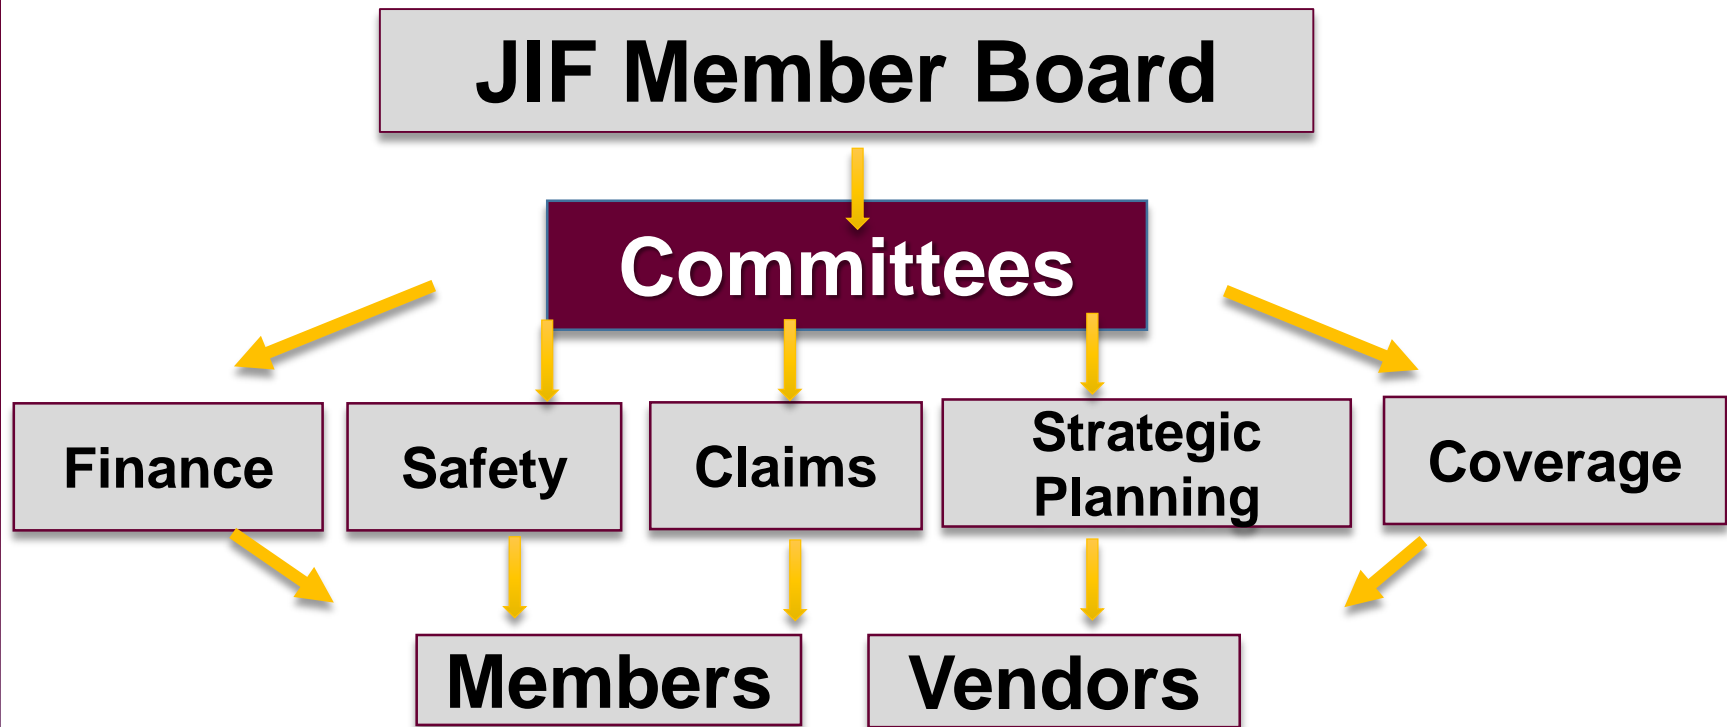 JIF Member Board
Committees
Finance
Safety
Claims
Strategic
Planning
Coverage
Members
Vendors